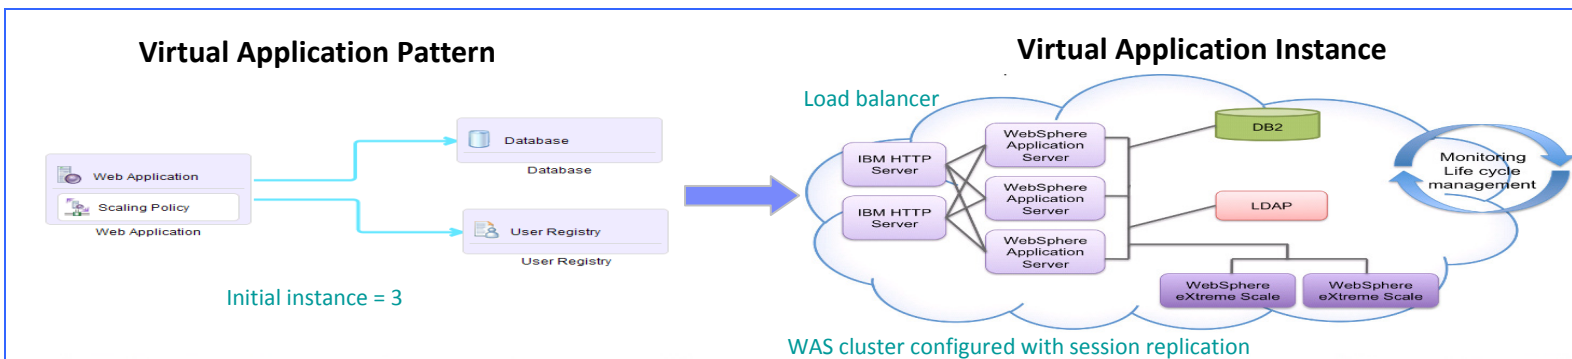 Virtual Application Pattern
Web Application
Scaling Policy
Web Application
Database
Database
User Registry
User Registry
Initial instance = 3
Virtual Application Instance
Load balancer
IBM HTTP
Server
IBM HTTP
Server
WebSphere
Application
Server
WebSphere
Application
Server
WebSphere
Application
Server
DB2
LDAP
WebSphere
eXtreme Scale
WebSphere
eXtreme Scale
Monitoring
Life cycle
management
WAS cluster configured with session replication